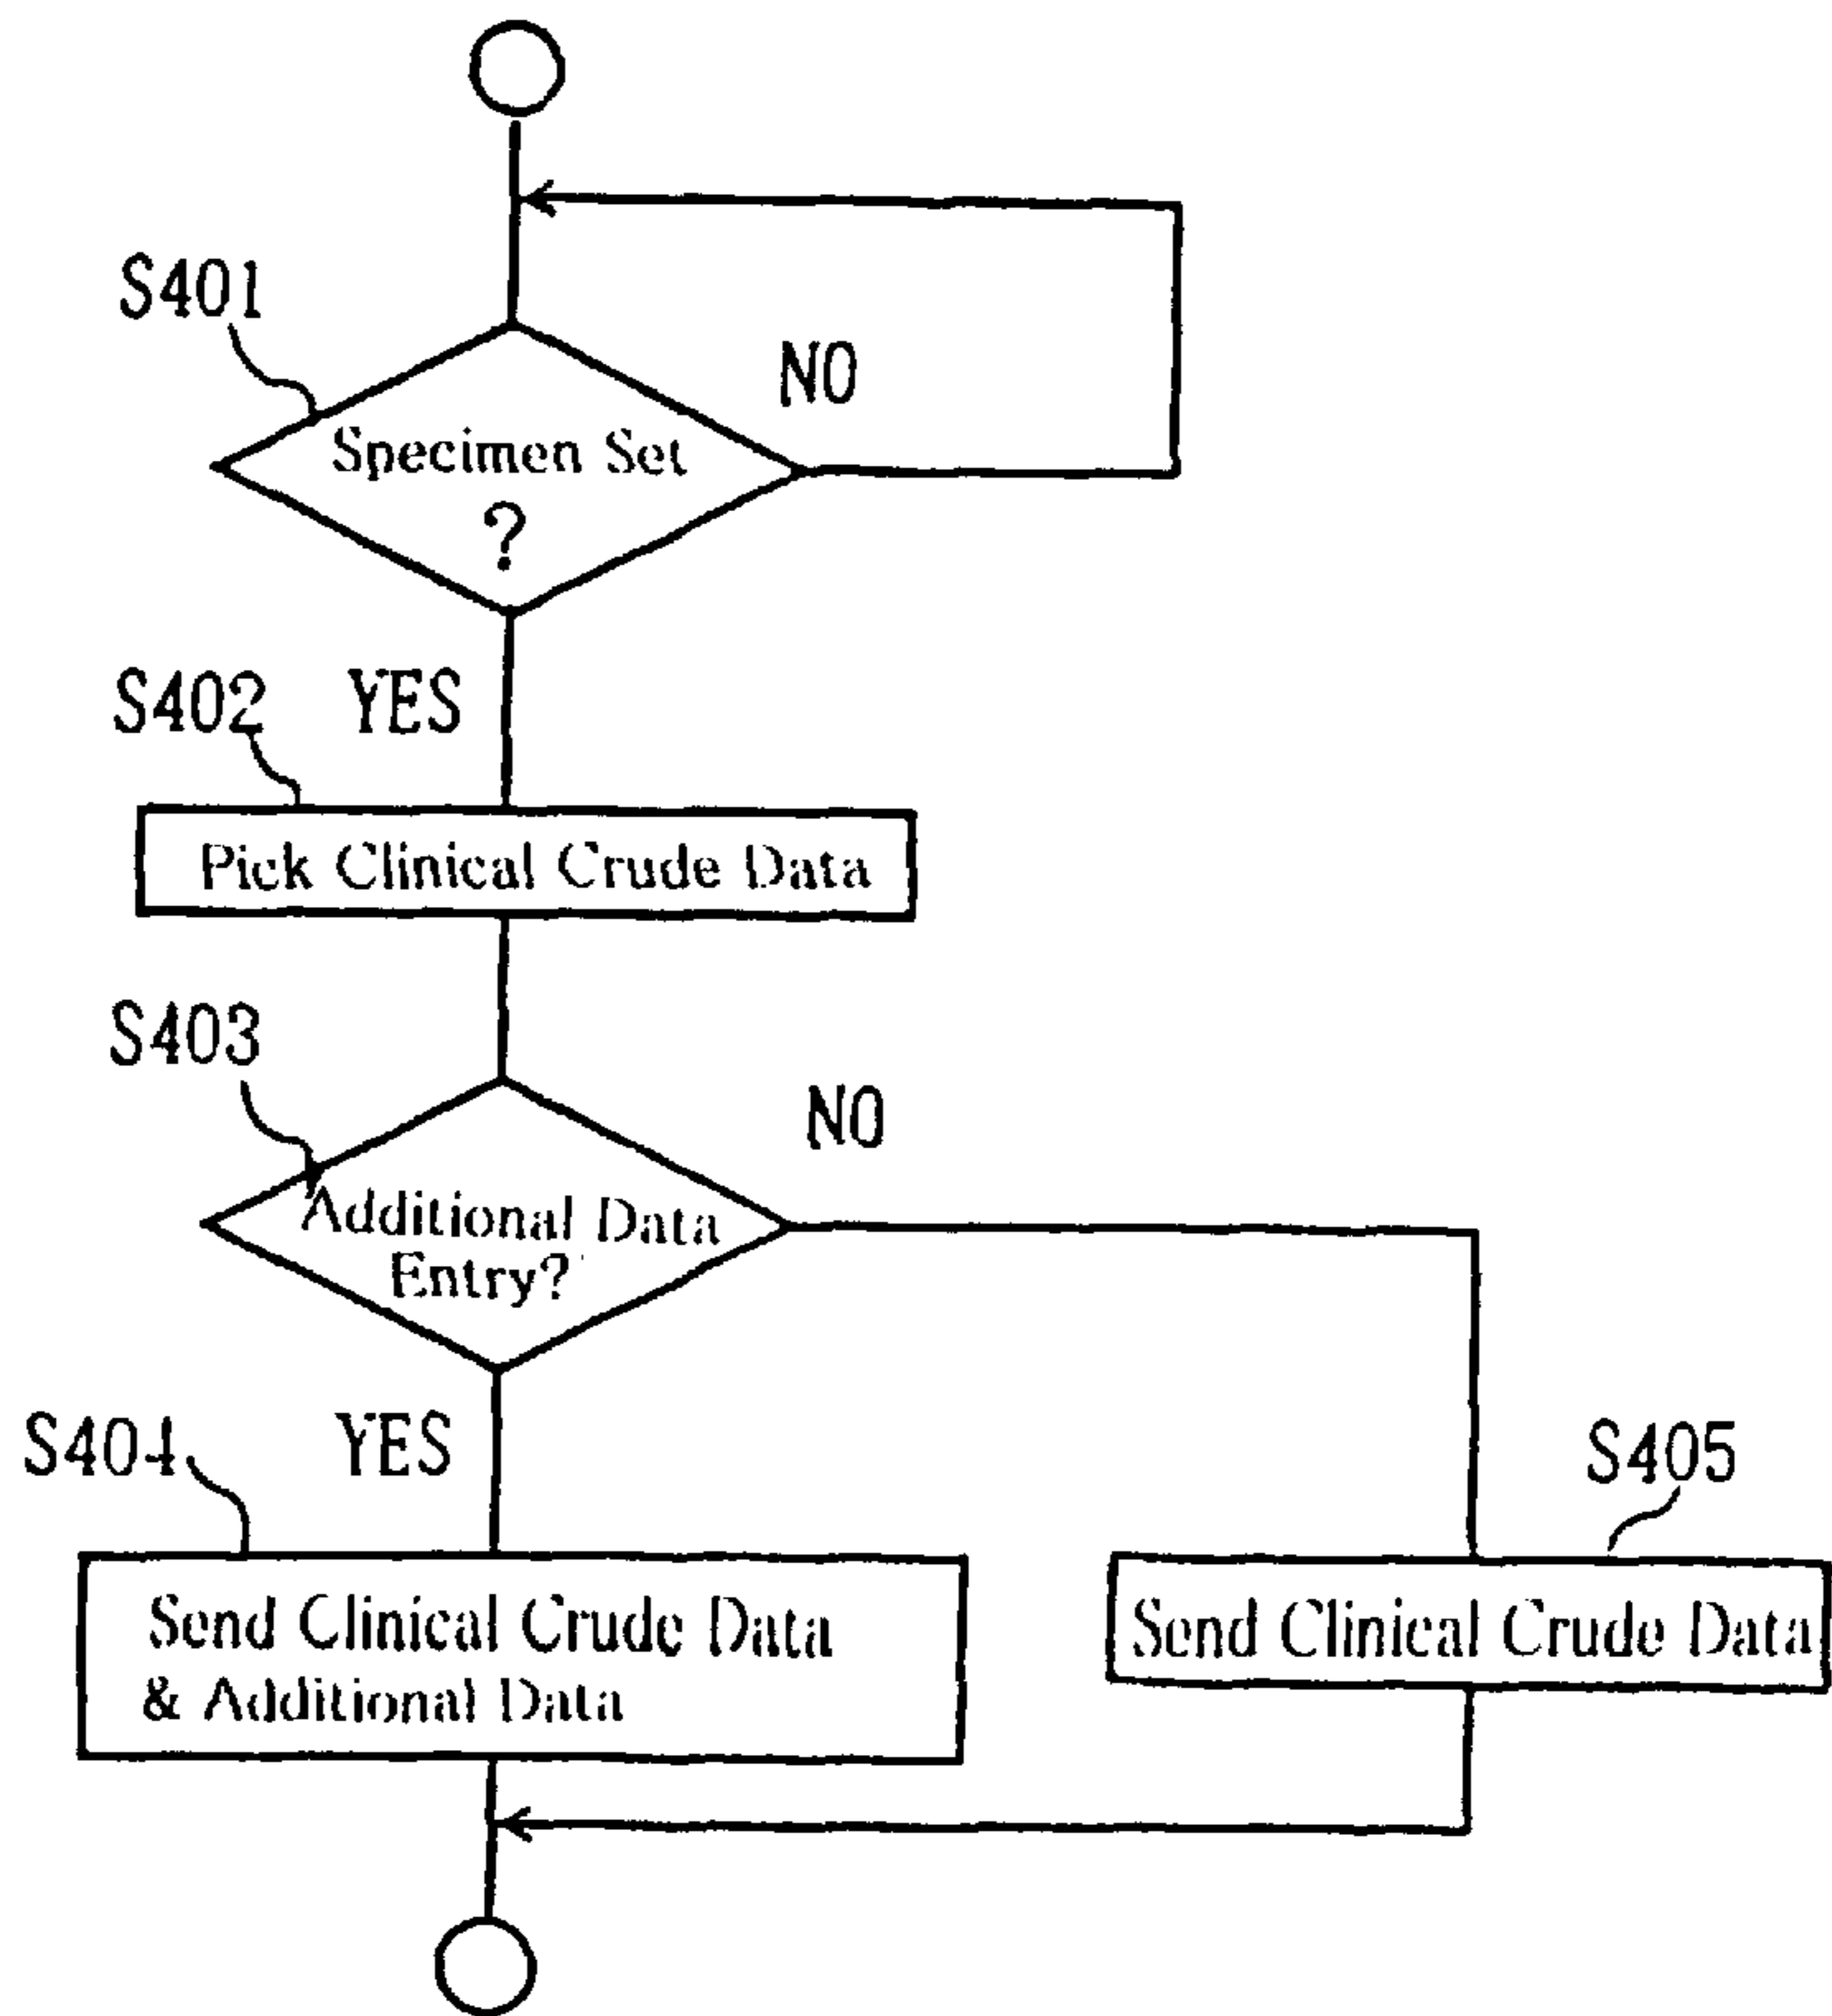 S401
NO
Specimen Set
?
S402
YES
Pick Clinical Crude Data
S403
NO
Additional Data
Entry?
S404
YES
S405
Send Clinical Crude Data
& Additional Data
Send Clinical Crude Data